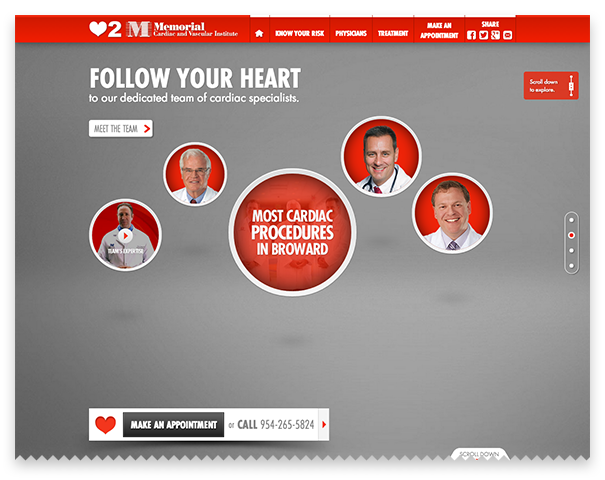 2 M Memorial
Cardiac and Vascular Institute
KNOW YOUR RISK
PHYSICIANS
TREATMENT
MAKE AN
APPOINTMENT
SHARE
FOLLOW YOUR HEART
to our dedicated team of cardiac specialists.
Scroll down
to explore.
MEET THE TEAM
MOST CARDIAC
PROCEDURES
IN BROWARD
TEAM'S EXPERTISE
MAKE AN APPOINTMENT or CALL 954-265-5824
SCROLL DOWN